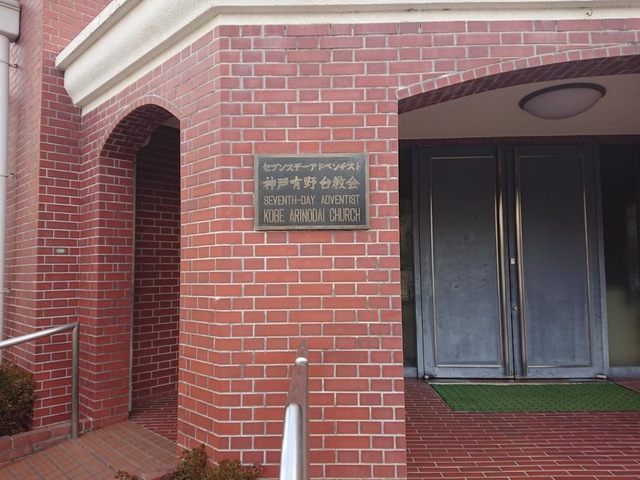 セブンスデーアドベンチスト
神戸有野台教会
SEVENTH-DAY ADVENTIST
KOBE ARINODAI CHURCH